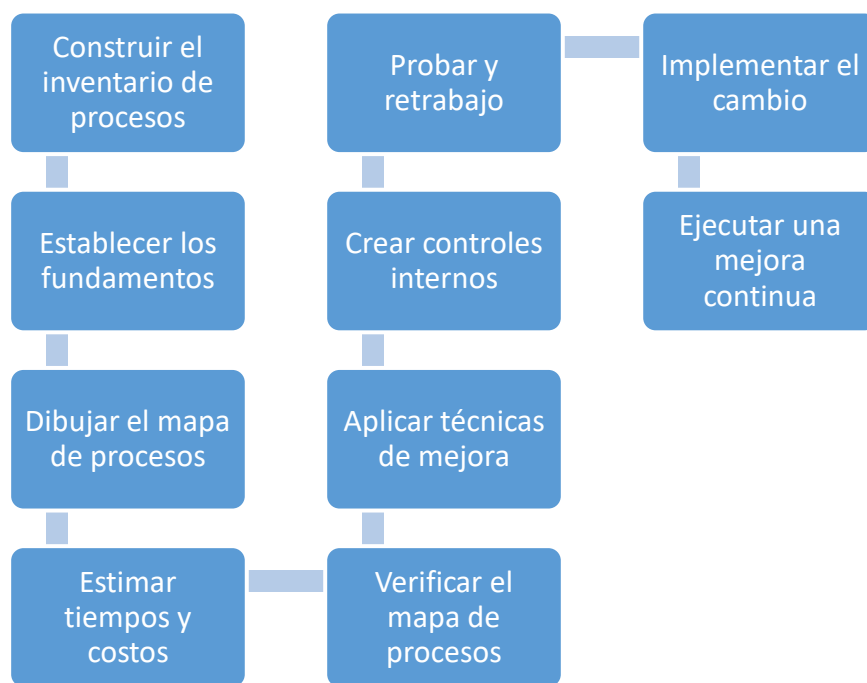 Construir el
inventario de
procesos
Establecer los
fundamentos
Dibujar el mapa
de procesos
Estimar
tiempos y
costos
Verificar el
mapa de
procesos
Aplicar técnicas
de mejora
Crear controles
internos
Probar y
retrabajo
Implementar el
cambio
Ejecutar una
mejora
continua